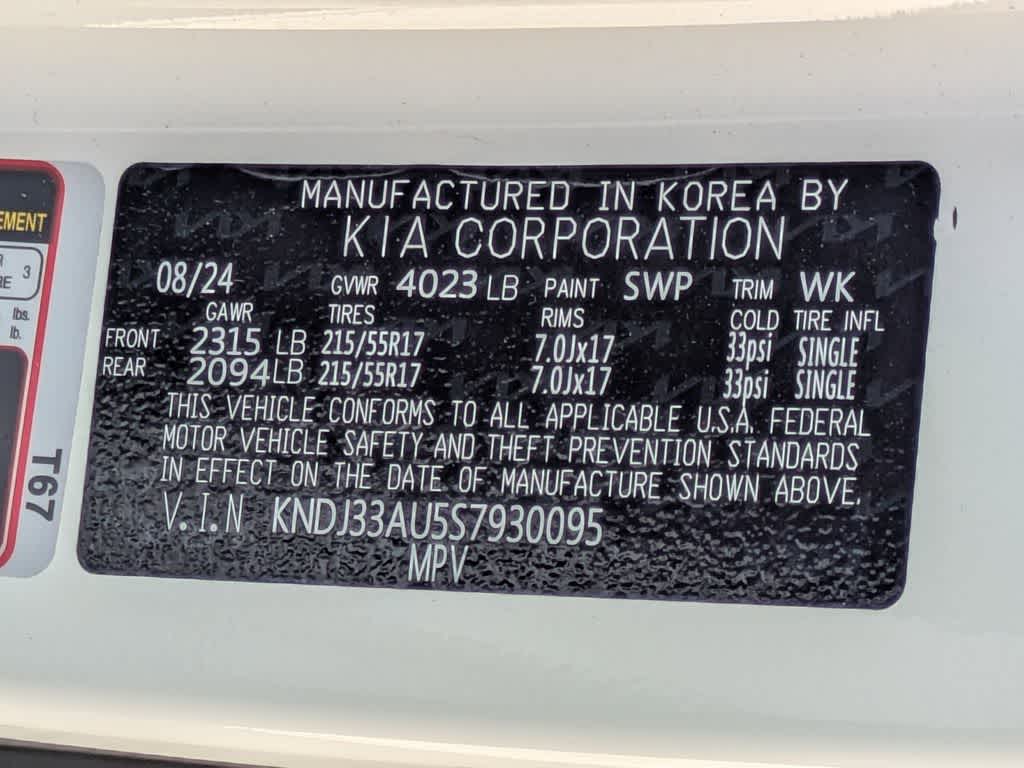 MANUFACTURED IN KOREA BY
KIA CORPORATION
08/24 GVWR 4023 LB PAINT SWP TRIM WK
GAWR TIRES RIMS COLD TIRE INFL
FRONT 2315 LB 215/55R17 7.0Jx17 33psi SINGLE
REAR 2094 LB 215/55R17 7.0Jx17 33psi SINGLE
THIS VEHICLE CONFORMS TO ALL APPLICABLE U.S.A. FEDERAL
MOTOR VEHICLE SAFETY AND THEFT PREVENTION STANDARDS
IN EFFECT ON THE DATE OF MANUFACTURE SHOWN ABOVE.
V.I.N KNDJ33AU5S7930095
MPV
3
lbs.
lb.
T67